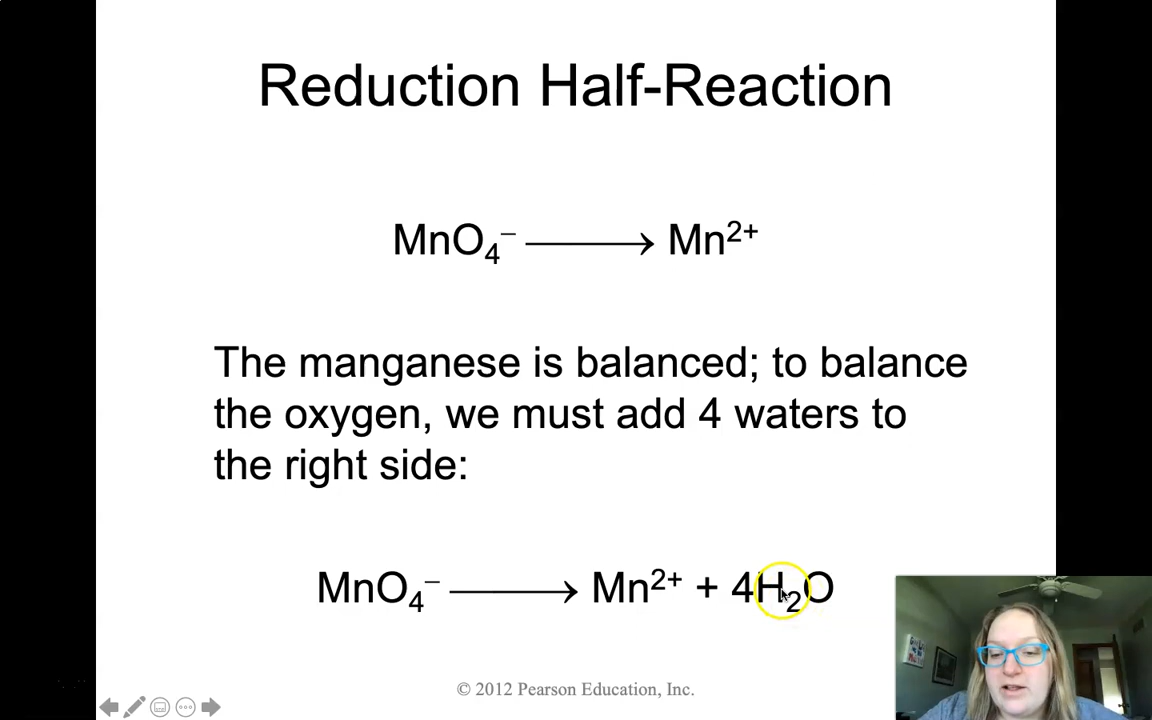 Reduction Half-Reaction
MnO₄⁻ ⟶ Mn²⁺
The manganese is balanced; to balance
the oxygen, we must add 4 waters to
the right side:
MnO₄⁻ ⟶ Mn²⁺ + 4H₂O
© 2012 Pearson Education, Inc.